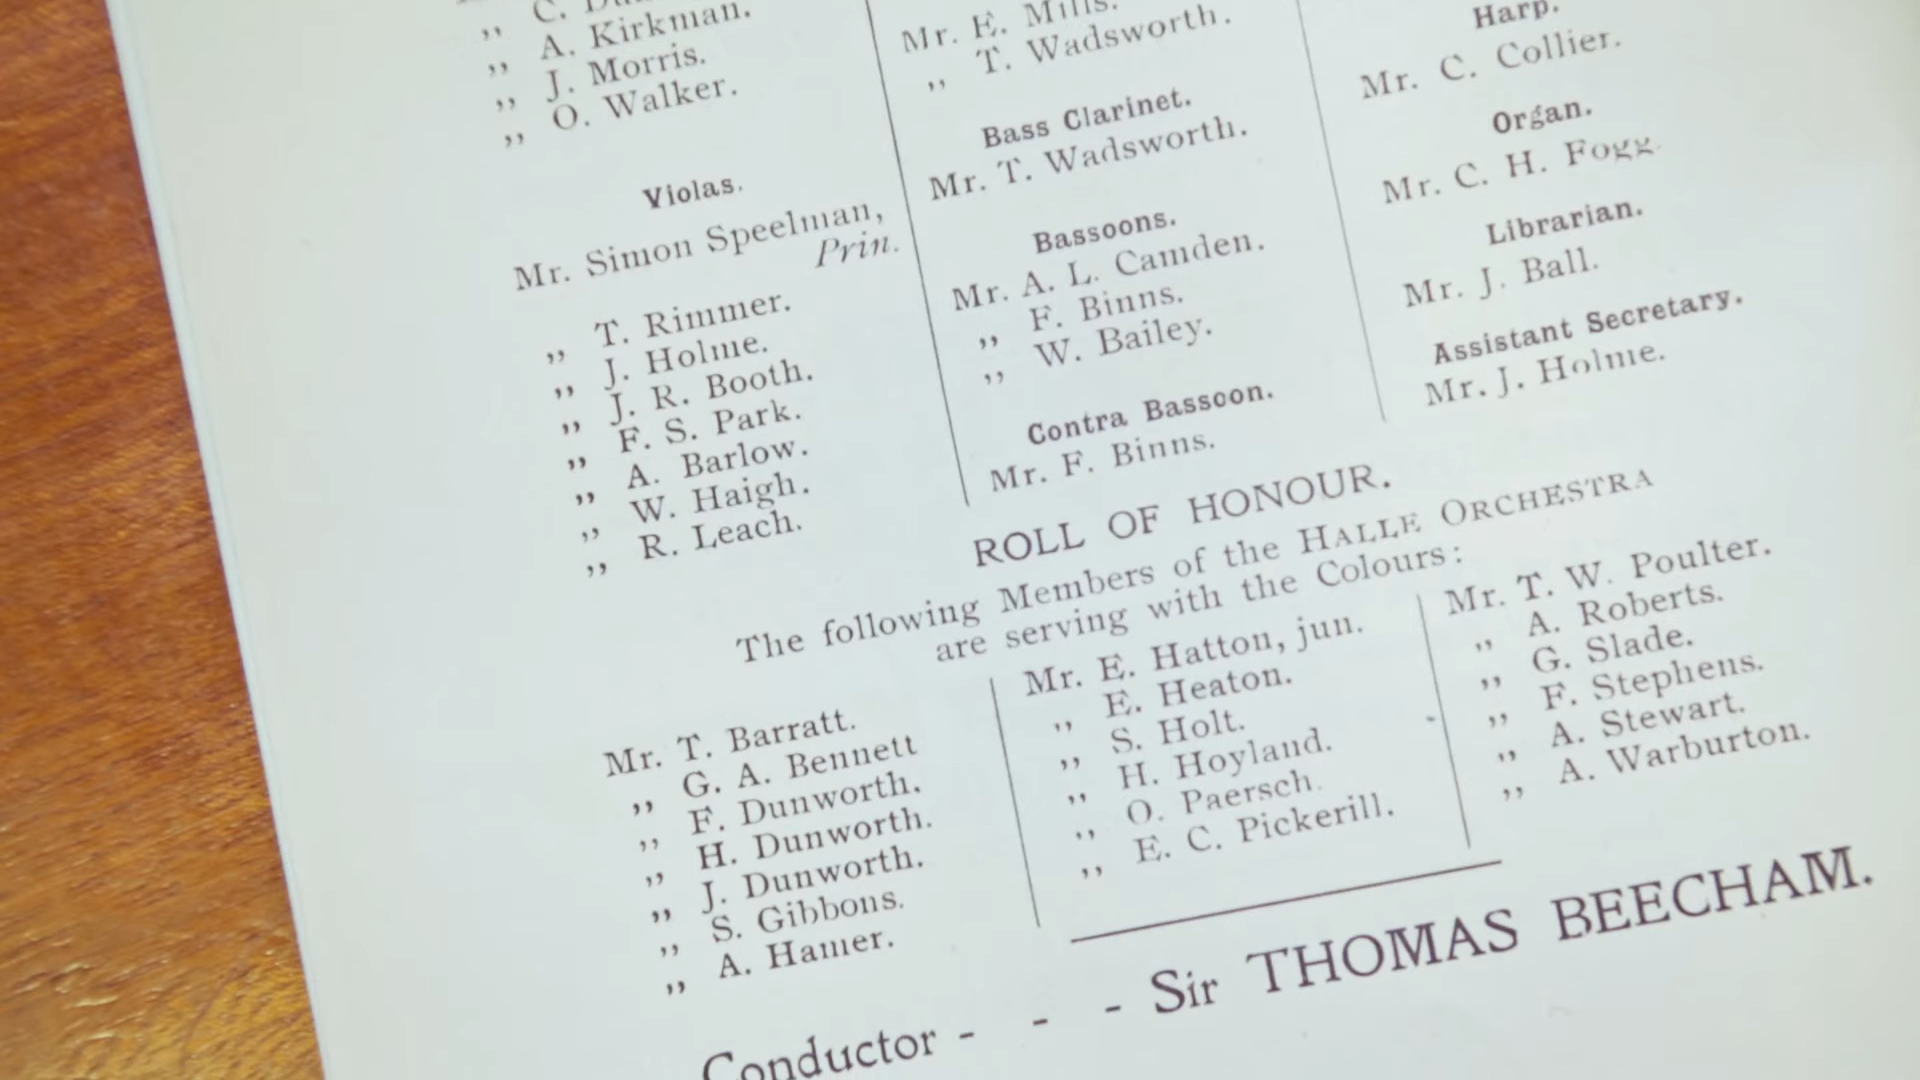 ,, C.
,, A. Kirkman.
,, J. Morris.
,, O. Walker.
Violas.
Mr. Simon Speelman,
Prin.
,, T. Rimmer.
,, J. Holme.
,, J. R. Booth.
,, F. S. Park.
,, A. Barlow.
,, W. Haigh.
,, R. Leach.
Mr. E. Mills.
,, T. Wadsworth.
Bass Clarinet.
Mr. T. Wadsworth.
Bassoons.
Mr. A. L. Camden.
,, F. Binns.
,, W. Bailey.
Contra Bassoon.
Mr. F. Binns.
Harp.
Mr. C. Collier.
Organ.
Mr. C. H. Fogg.
Librarian.
Mr. J. Ball.
Assistant Secretary.
Mr. J. Holme.
ROLL OF HONOUR.
The following Members of the HALLE ORCHESTRA
are serving with the Colours:
Mr. T. Barratt.
,, G. A. Bennett
,, F. Dunworth.
,, H. Dunworth.
,, J. Dunworth.
,, S. Gibbons.
,, A. Hamer.
Mr. E. Hatton, jun.
,, E. Heaton.
,, S. Holt.
,, H. Hoyland.
,, O. Paersch.
,, E. C. Pickerill.
Mr. T. W. Poulter.
,, A. Roberts.
,, G. Slade.
,, F. Stephens.
,, A. Stewart.
,, A. Warburton.
Conductor - - - Sir THOMAS BEECHAM.